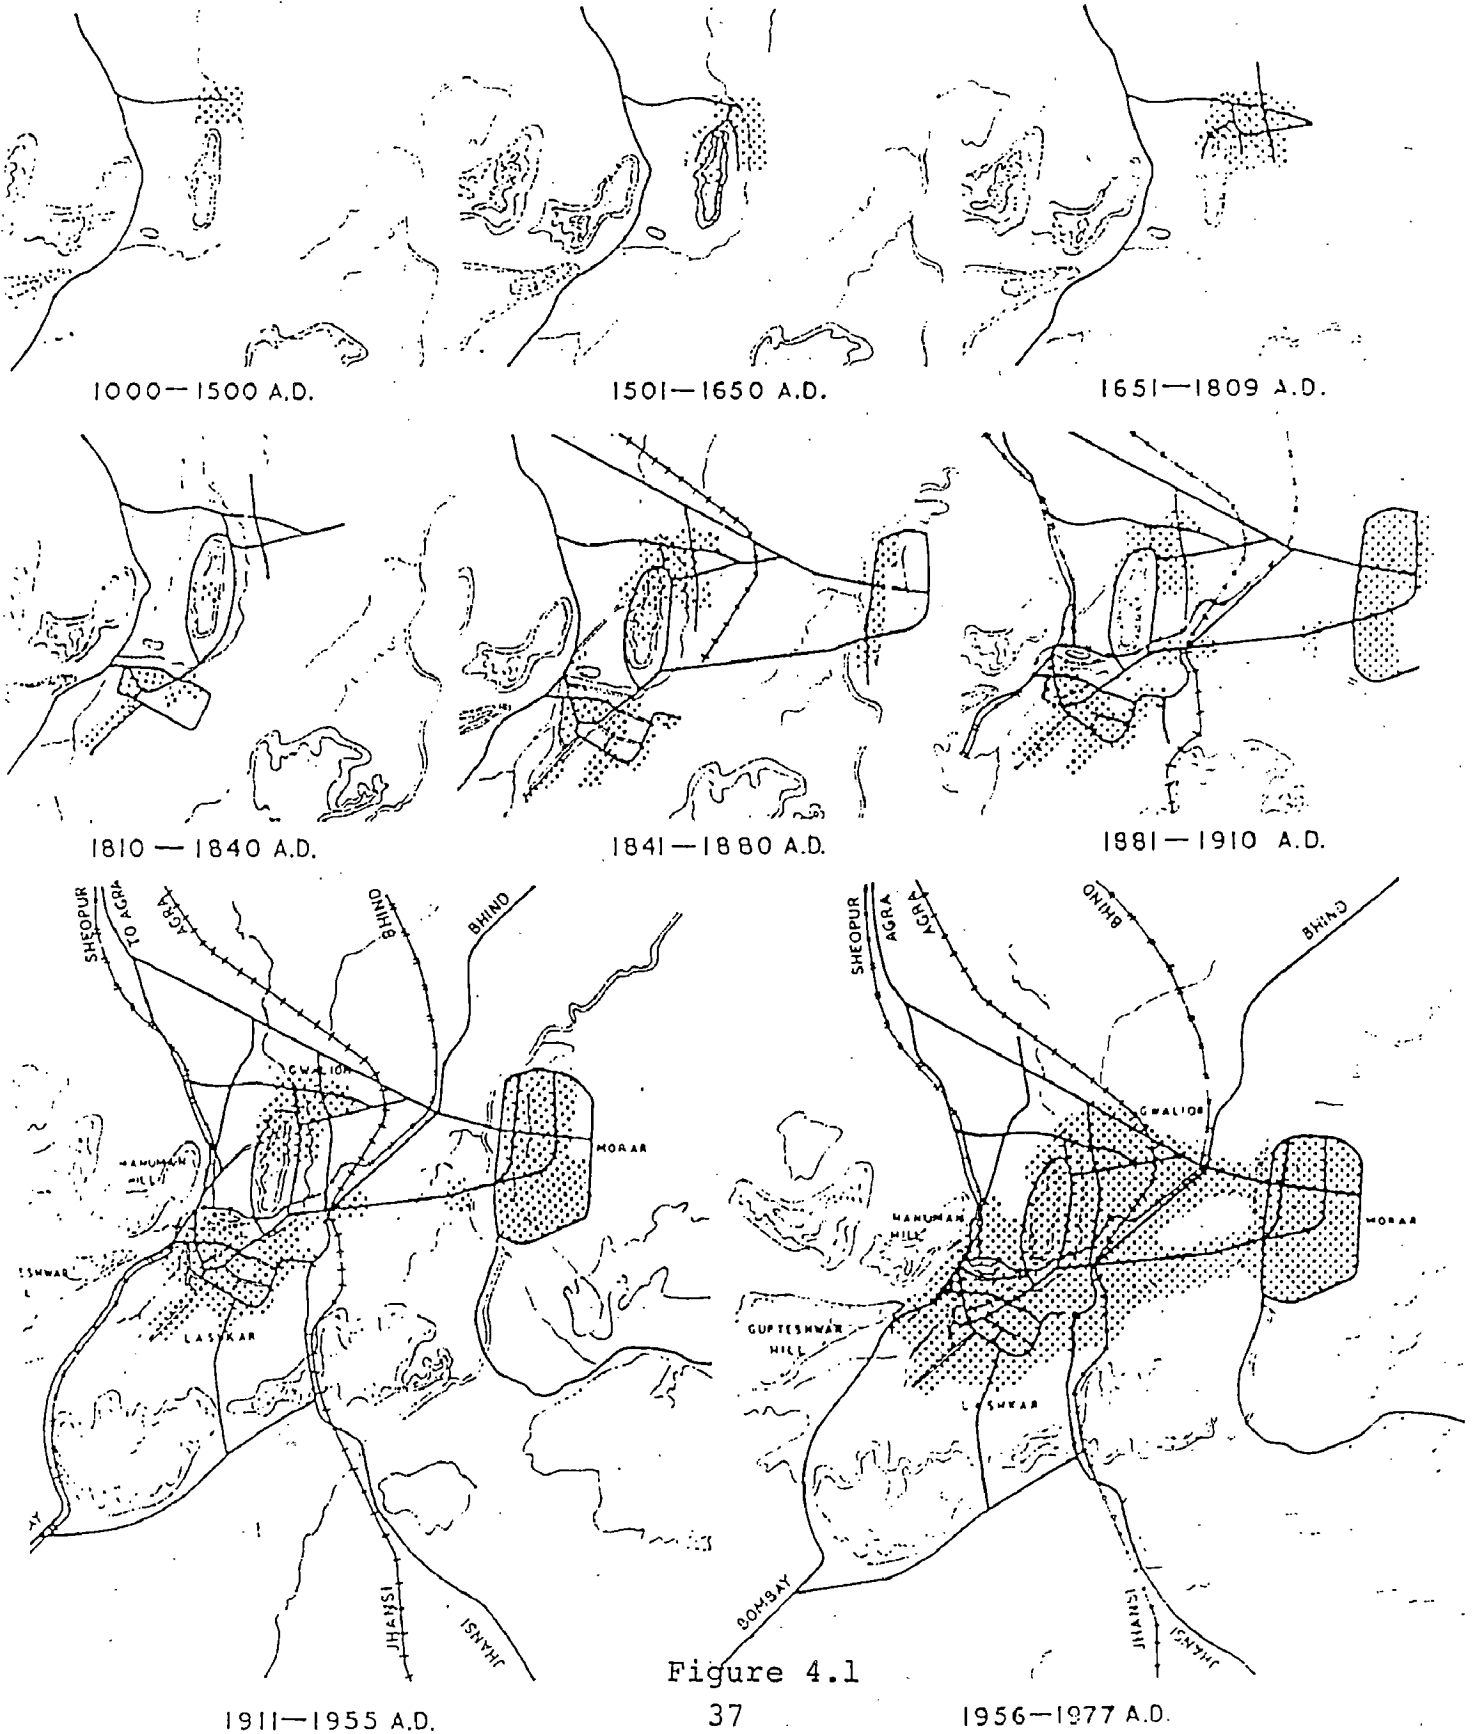 1000—1500 A.D.
1501—1650 A.D.
1651—1809 A.D.
1810—1840 A.D.
1841—1880 A.D.
1881—1910 A.D.
SHEOPUR
TO AGRA
AGRA
BHIND
BHIND
GWALIOR
MORAR
HANUMAN
HILL
ESHWAR
L
LASHKAR
AY
JHANSI
JHANSI
1911—1955 A.D.
SHEOPUR
AGRA
AGRA
BHIND
BHIND
GWALIOR
MORAR
HANUMAN
HILL
GUPTESHWAR
HILL
LASHKAR
BOMBAY
JHANSI
JHANSI
1956—1977 A.D.
Figure 4.1
37